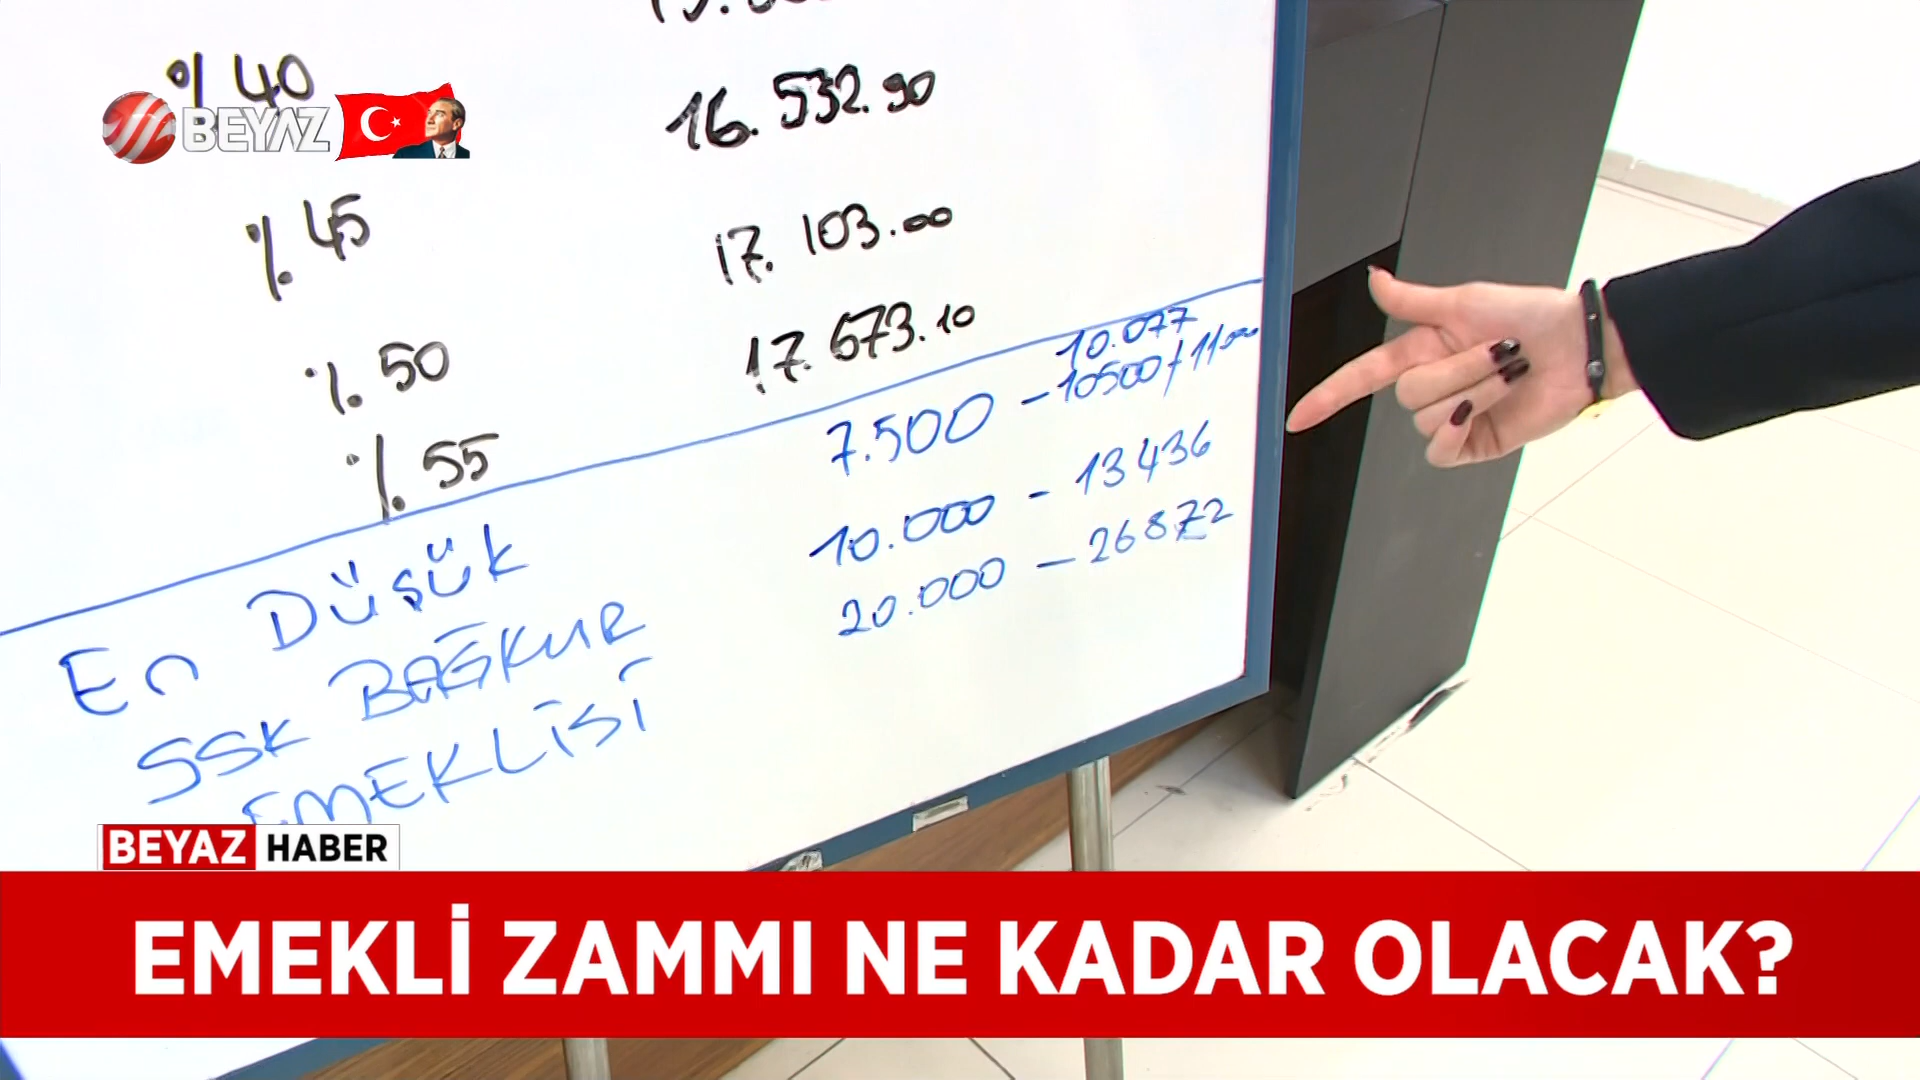 % 40
16.532.90
BEYAZ
% 45
17.103.00
% 50
17.673.10
% 55
10.077
7.500 - 10500 / 11000
10.000 - 13436
20.000 - 26872
En Düşük
SSK BAĞKUR
EMEKLİSİ
BEYAZ HABER
EMEKLİ ZAMMI NE KADAR OLACAK?